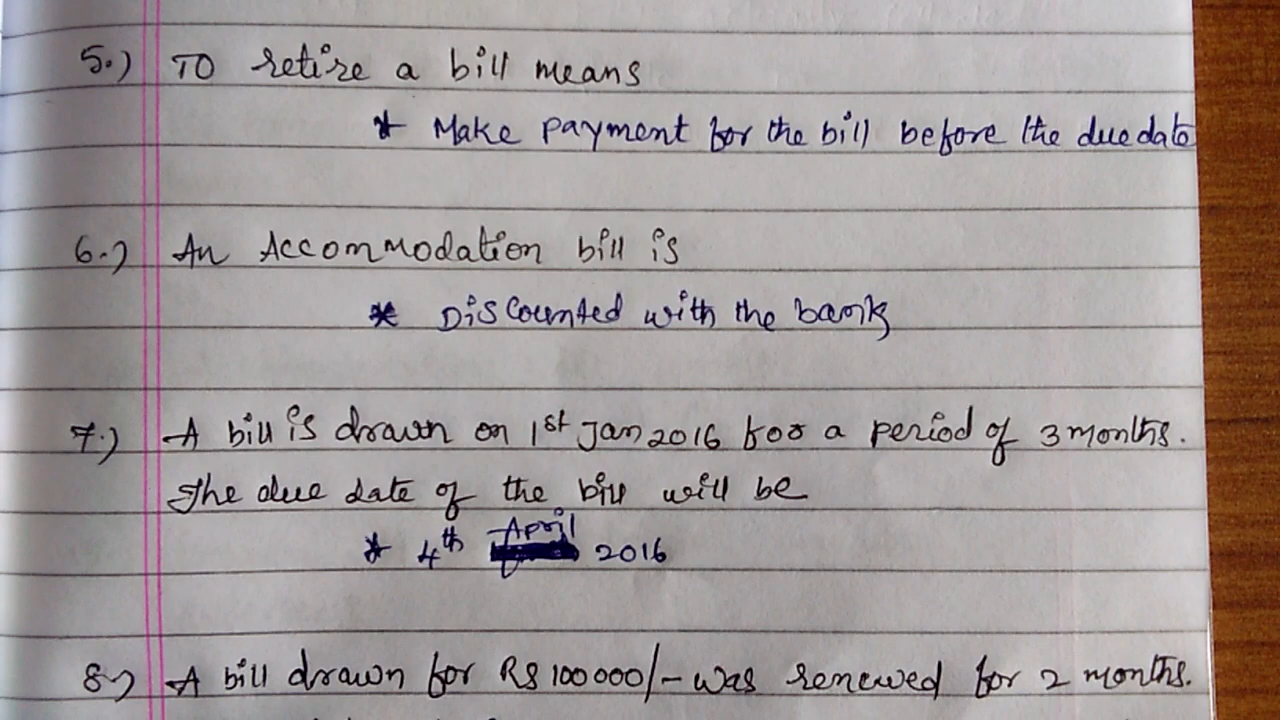 5.) TO retire a bill means
* Make payment for the bill before the due date
6.) An Accommodation bill is
* Discounted with the bank
7.) A bill is drawn on 1st Jan 2016 for a period of 3 months.
The due date of the bill will be
* 4th April 2016
8.) A bill drawn for RS 100000/- was renewed for 2 months.